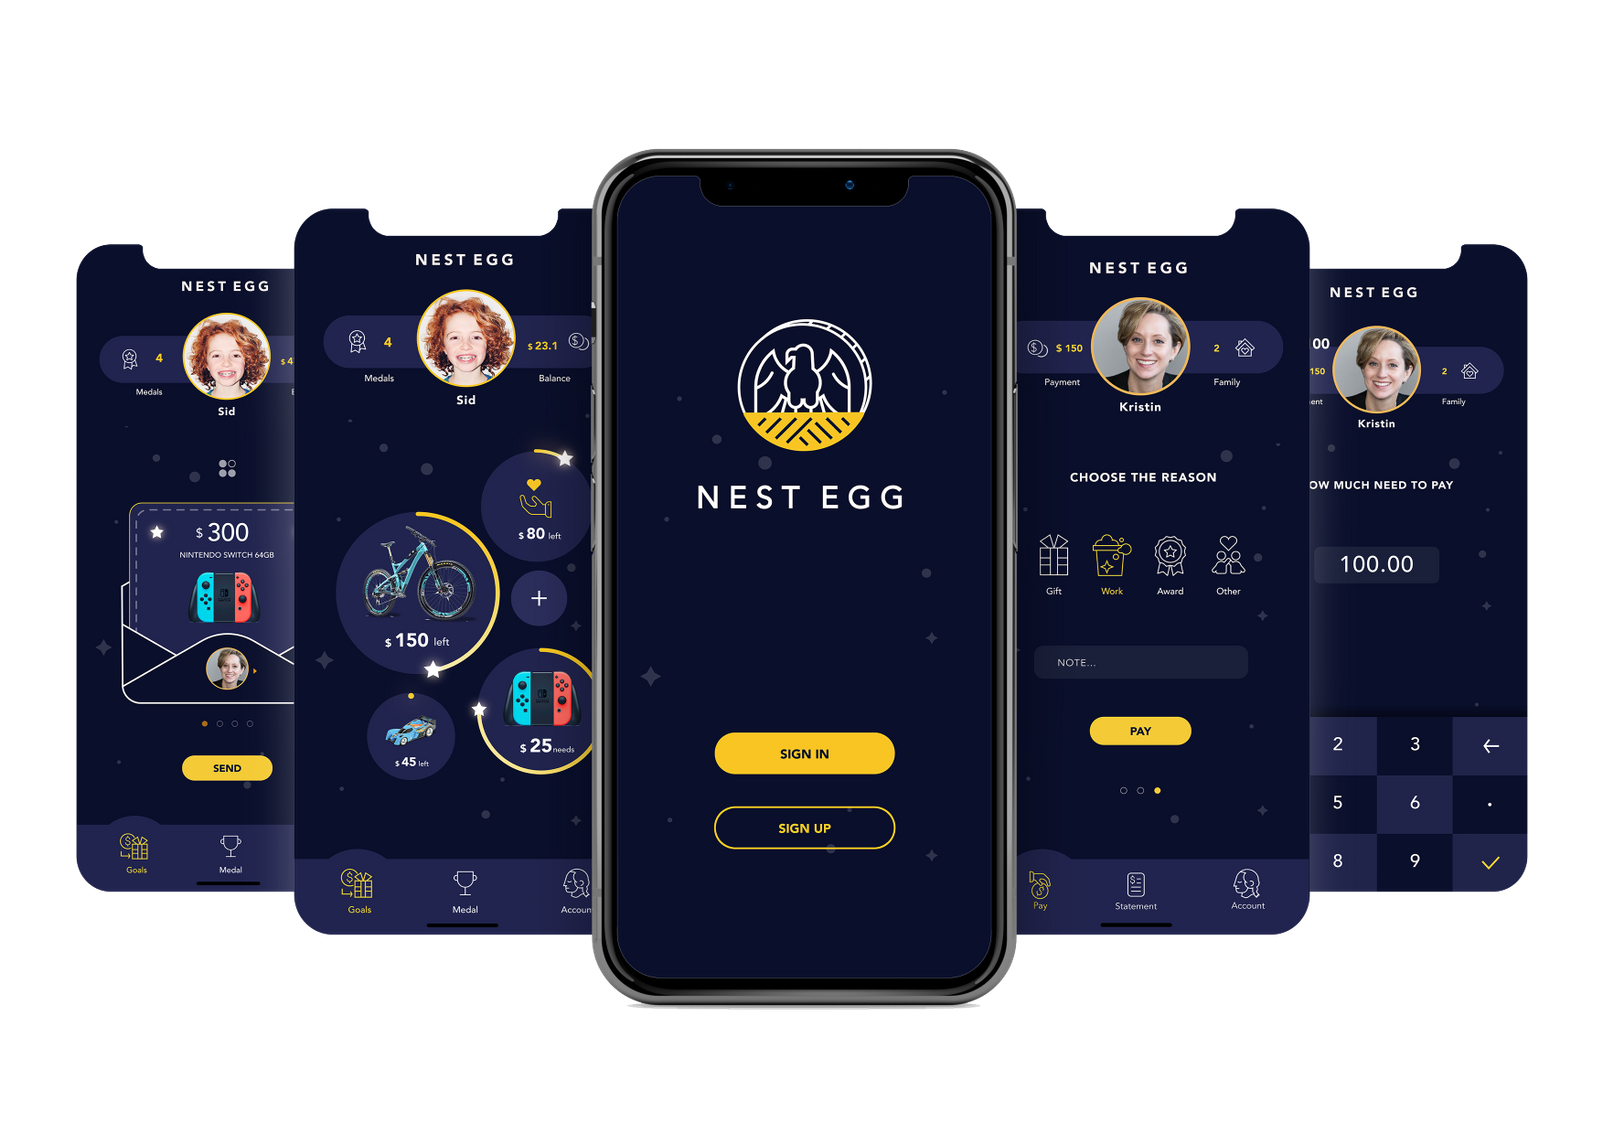 NEST EGG
4
Medals
Sid
$ 300
NINTENDO SWITCH 64GB
SEND
Goals
Medal
NEST EGG
4
$ 23.1
Medals
Balance
Sid
$ 80 left
$ 150 left
+
$ 45 left
$ 25 needs
Goals
Medal
Accoun
NEST EGG
SIGN IN
SIGN UP
NEST EGG
$ 150
2
Payment
Family
Kristin
CHOOSE THE REASON
Gift
Work
Award
Other
NOTE...
PAY
Pay
Statement
Account
NEST EGG
00
150
2
ent
Family
Kristin
OW MUCH NEED TO PAY
100.00
2
3
5
6
.
8
9